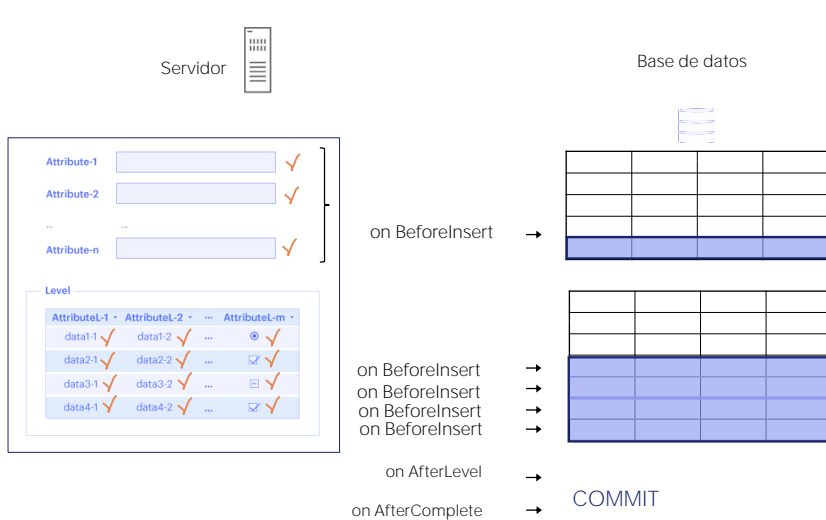 Servidor
Base de datos
Attribute-1
Attribute-2
... ...
Attribute-n
on BeforeInsert
Level
AttributeL-1 AttributeL-2 ... AttributeL-m
data1-1 data1-2 ...
data2-1 data2-2 ...
data3-1 data3-2 ...
data4-1 data4-2 ...
on BeforeInsert
on BeforeInsert
on BeforeInsert
on BeforeInsert
on AfterLevel
on AfterComplete
COMMIT